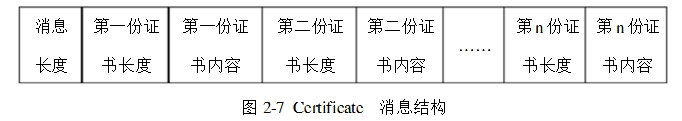 消息长度 第一份证书长度 第一份证书内容 第二份证书长度 第二份证书内容 …… 第n份证书长度 第n份证书内容
图 2-7 Certificate 消息结构